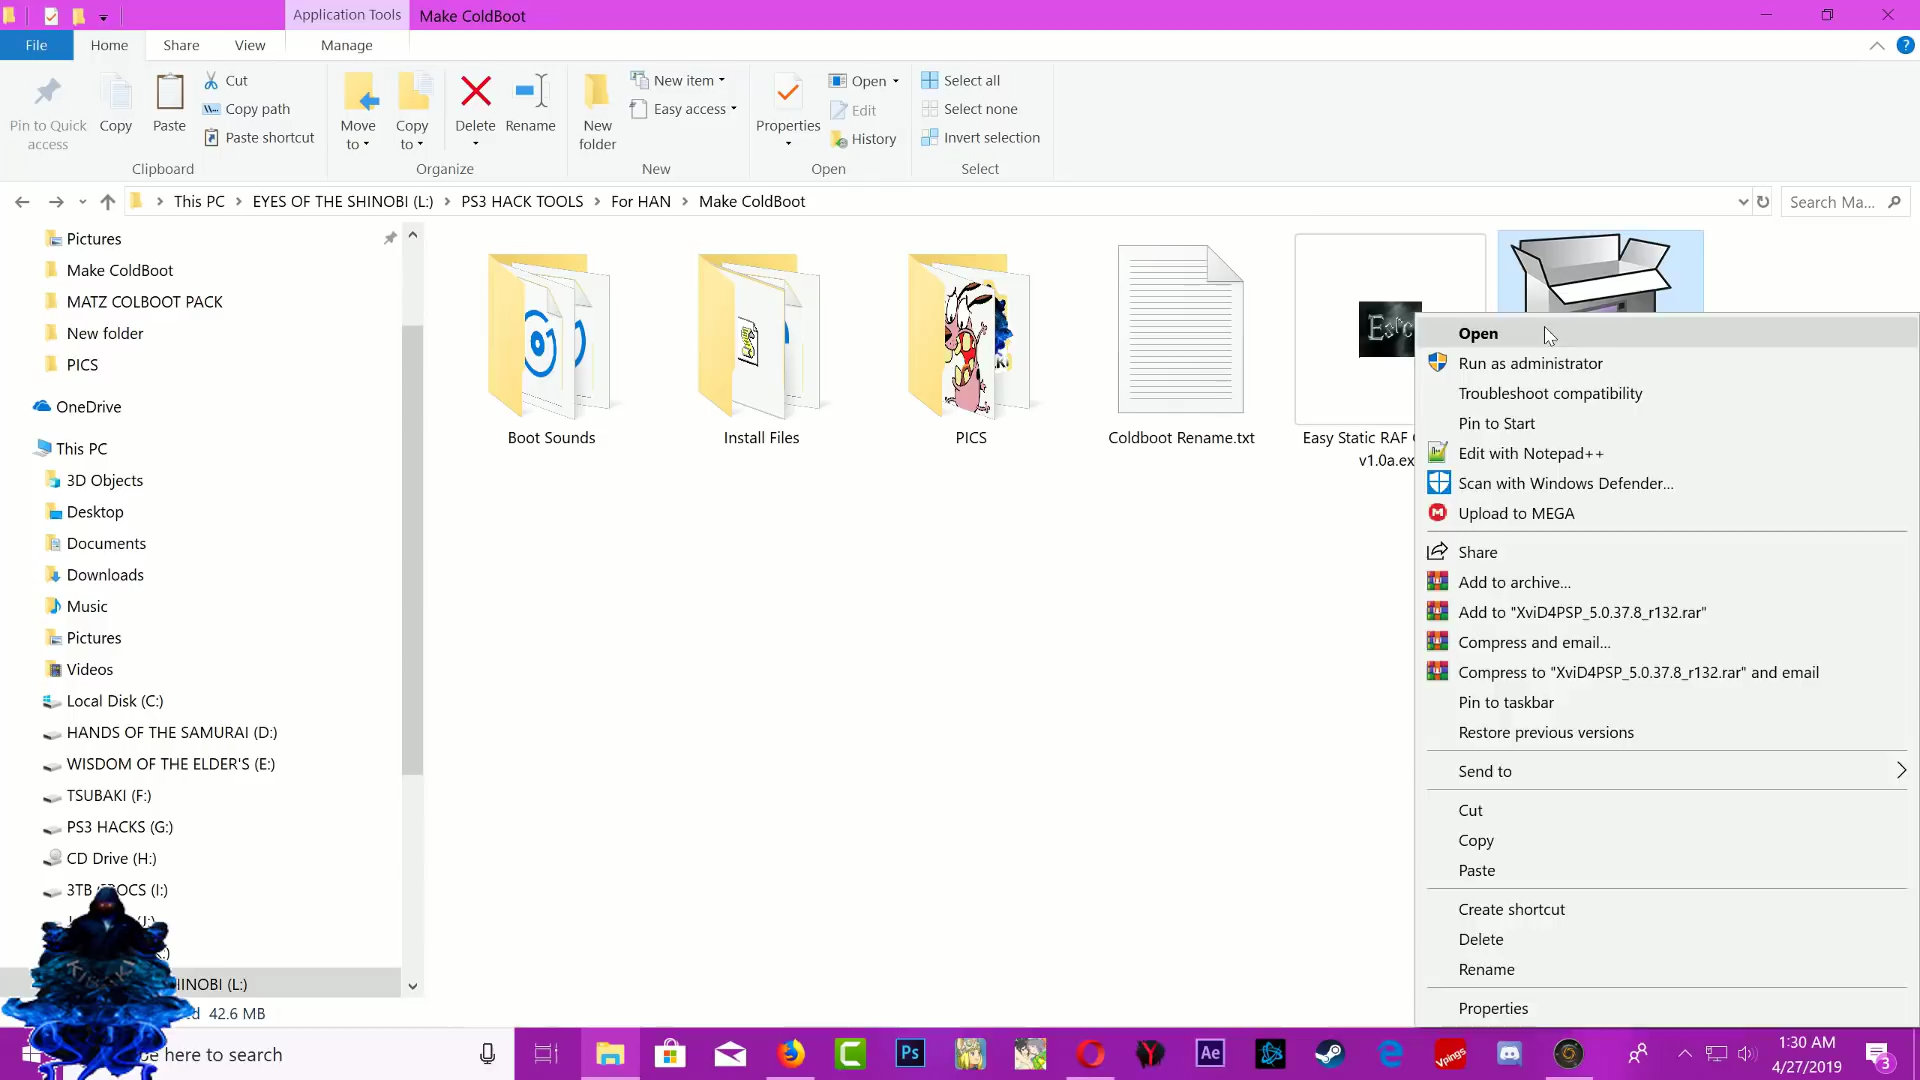 Application Tools
Make ColdBoot
File
Home
Share
View
Manage
Pin to Quick access
Copy
Paste
Cut
Copy path
Paste shortcut
Clipboard
Move to
Copy to
Delete
Rename
Organize
New folder
New item
Easy access
New
Properties
Open
Edit
History
Open
Select all
Select none
Invert selection
Select
This PC
EYES OF THE SHINOBI (L:)
PS3 HACK TOOLS
For HAN
Make ColdBoot
Search Ma...
Pictures
Make ColdBoot
MATZ COLBOOT PACK
New folder
PICS
OneDrive
This PC
3D Objects
Desktop
Documents
Downloads
Music
Pictures
Videos
Local Disk (C:)
HANDS OF THE SAMURAI (D:)
WISDOM OF THE ELDER'S (E:)
TSUBAKI (F:)
PS3 HACKS (G:)
CD Drive (H:)
3TB
(I:)
(L:)
42.6 MB
Boot Sounds
Install Files
PICS
Coldboot Rename.txt
Easy Static RAF
v1.0a.ex
Open
Run as administrator
Troubleshoot compatibility
Pin to Start
Edit with Notepad++
Scan with Windows Defender...
Upload to MEGA
Share
Add to archive...
Add to "XviD4PSP_5.0.37.8_r132.rar"
Compress and email...
Compress to "XviD4PSP_5.0.37.8_r132.rar" and email
Pin to taskbar
Restore previous versions
Send to
Cut
Copy
Paste
Create shortcut
Delete
Rename
Properties
here to search
Ps
Ae
Vpings
1:30 AM
4/27/2019
3